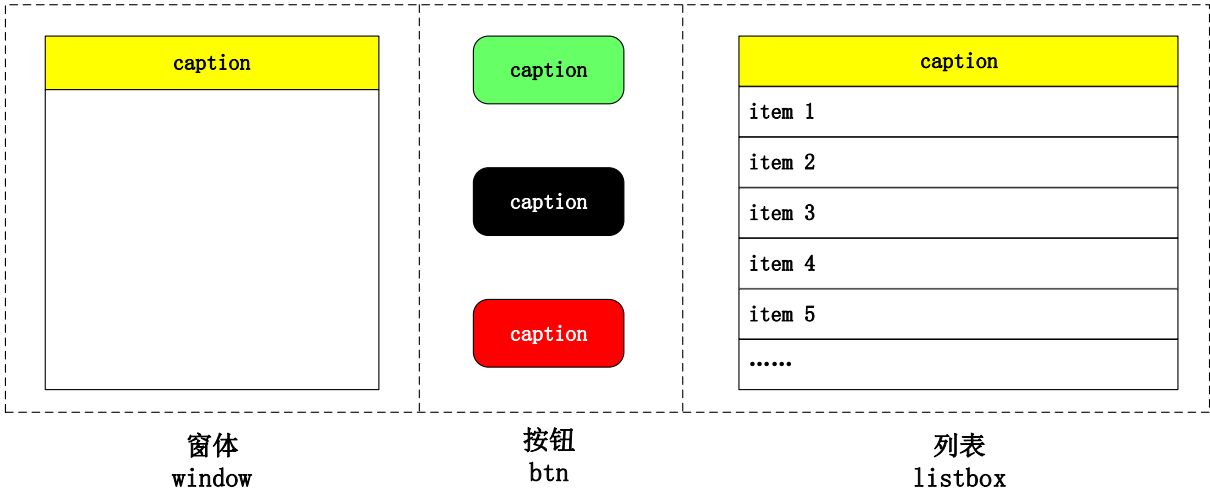 caption
caption
caption
caption
caption
item 1
item 2
item 3
item 4
item 5
……
窗体
window
按钮
btn
列表
listbox